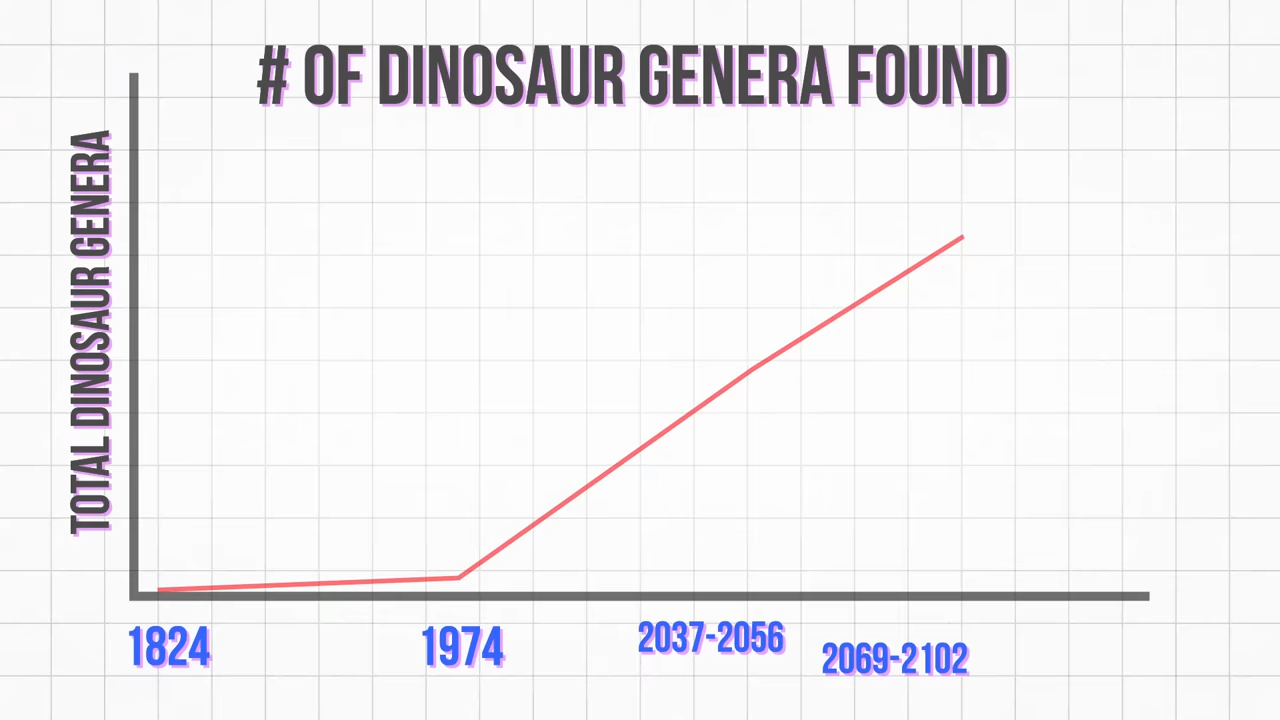 # OF DINOSAUR GENERA FOUND
TOTAL DINOSAUR GENERA
1824
1974
2037-2056
2069-2102